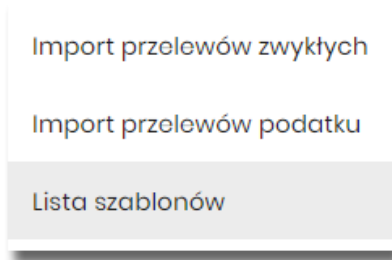 Import przelewów zwykłych
Import przelewów podatku
Lista szablonów